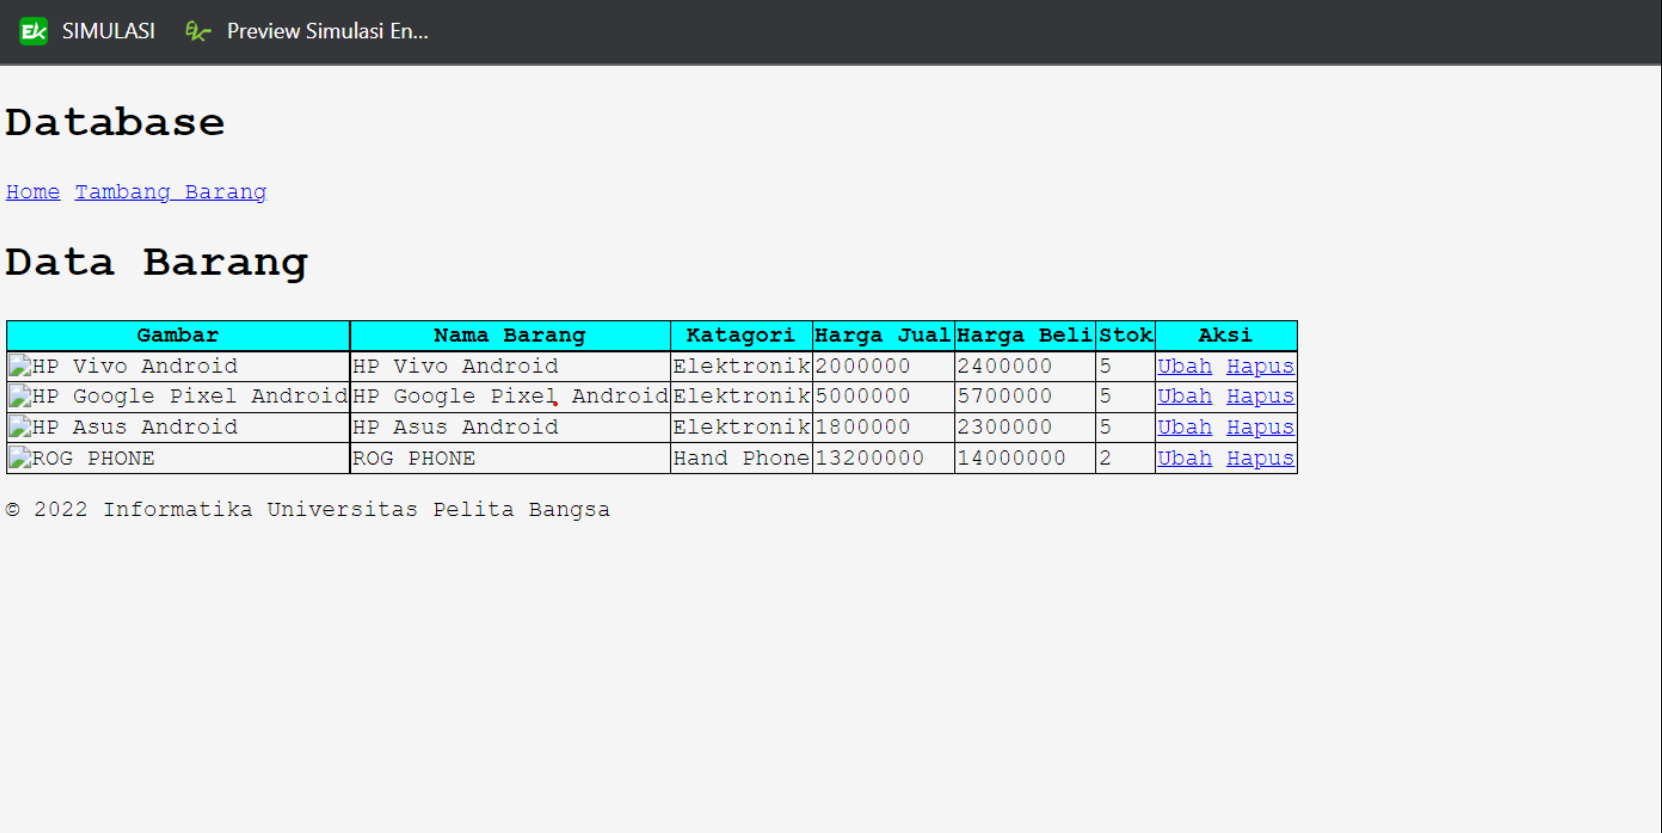 EK SIMULASI Ek Preview Simulasi En...
Database
Home Tambang Barang
Data Barang
Gambar Nama Barang Katagori Harga Jual Harga Beli Stok Aksi
HP Vivo Android HP Vivo Android Elektronik 2000000 2400000 5 Ubah Hapus
HP Google Pixel Android HP Google Pixel Android Elektronik 5000000 5700000 5 Ubah Hapus
HP Asus Android HP Asus Android Elektronik 1800000 2300000 5 Ubah Hapus
ROG PHONE ROG PHONE Hand Phone 13200000 14000000 2 Ubah Hapus
© 2022 Informatika Universitas Pelita Bangsa